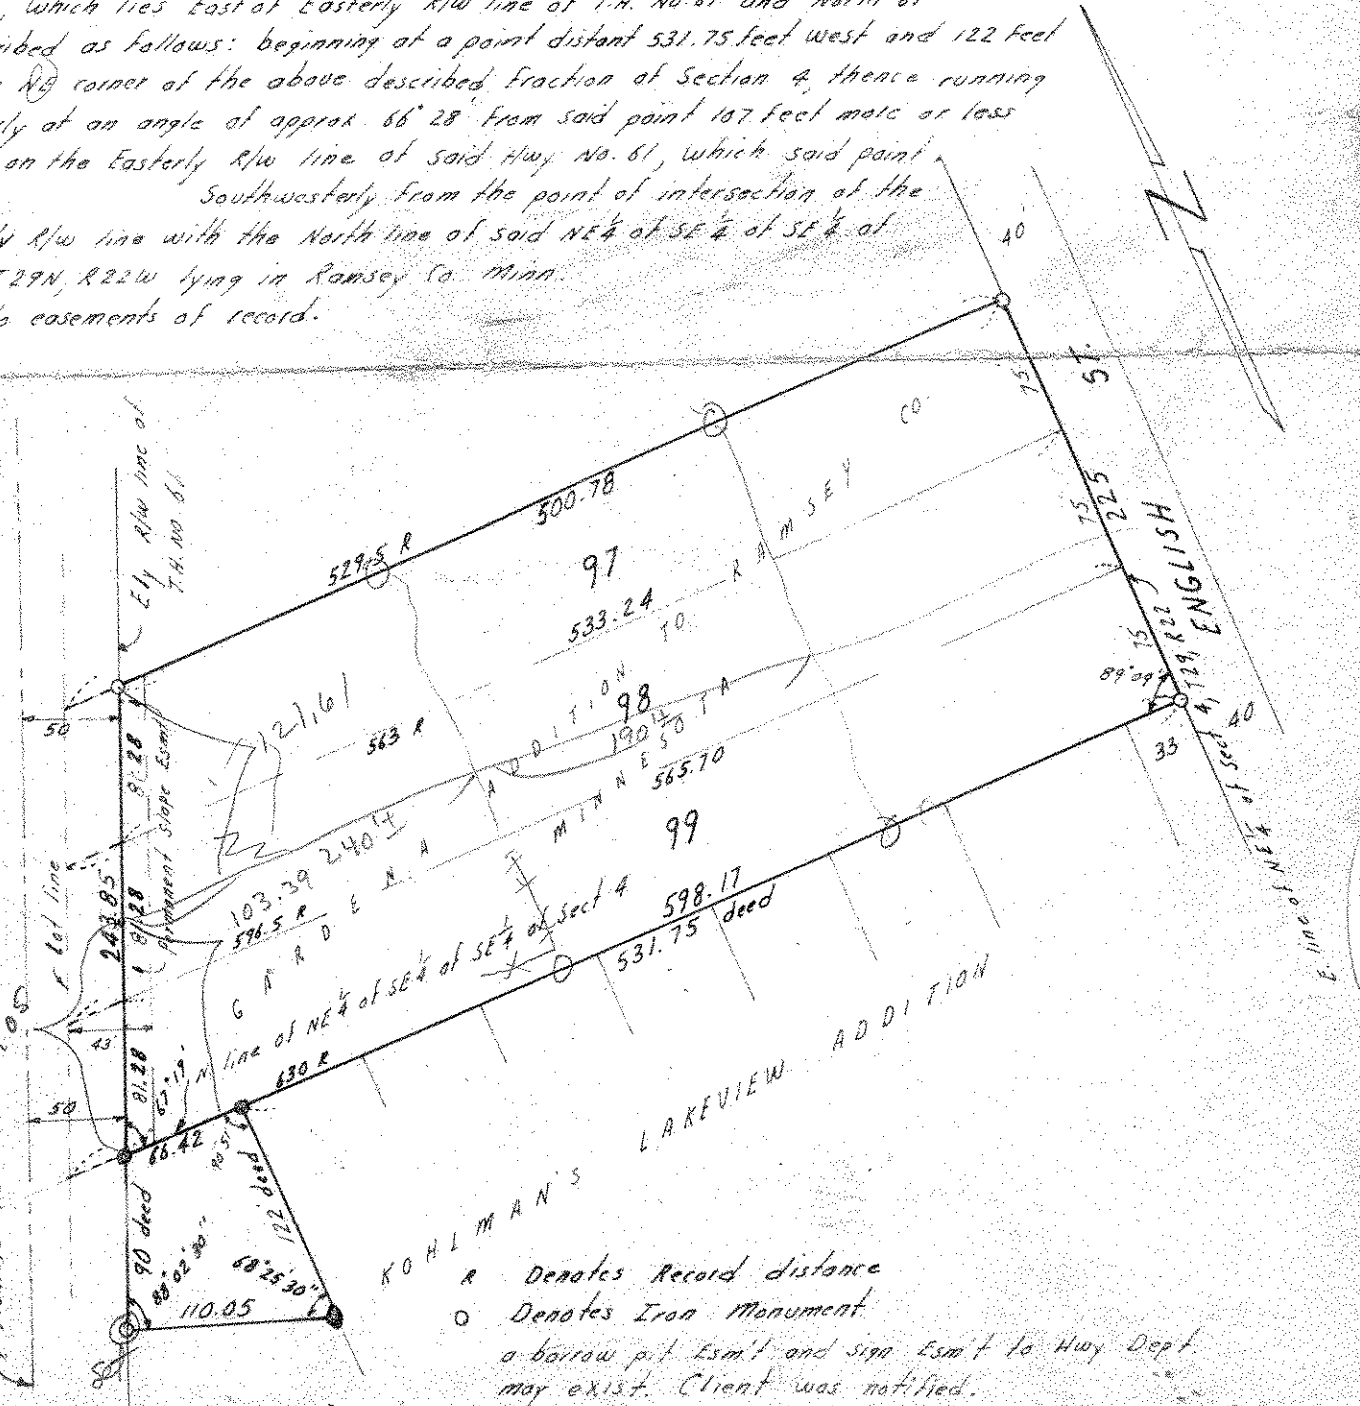 , which lies East of Easterly R/W line of T.H. No. 61 and North of
ibed as follows: beginning at a point distant 531.75 feet West and 122 feet
NE corner of the above described fraction of Section 4, thence running
ly at an angle of approx. 66° 28' from said point 107 feet more or less
on the Easterly R/W line of said Hwy. No. 61, which said point
Southwesterly from the point of intersection of the
y R/W line with the North line of said NE¼ of SE¼ of SE¼ of
T29N, R22W lying in Ramsey Co. Minn.
o easements of record.
N
40
75
ST.
Ely R/W line of
T.H. No. 61
CO.
500.78
529.5 R
97
RAMSEY
75
225
ENGLISH
533.24
TO
75
89°09'
50
127.61
563 R
98
190'±
565.70
ADDITION
MINNESOTA
33
40
E. line of NE¼ of Sect 4, T29, R22
81.28
Permanent Slope Esmt
99
Lot line
243.85
81.28
103.39
240'±
596.5 R
GARDENA
598.17
531.75 deed
N. line of NE¼ of SE¼ of SE¼ of Sect 4
43
81.28
630 R
50
66.42
LAKEVIEW ADDITION
90 deed
122' deed
88°02'30"
68°25'30"
110.05
KOHLMAN'S
R Denotes Record distance
O Denotes Iron Monument
a borrow pit Esm't and sign Esm't to Hwy Dept
may exist. Client was notified.